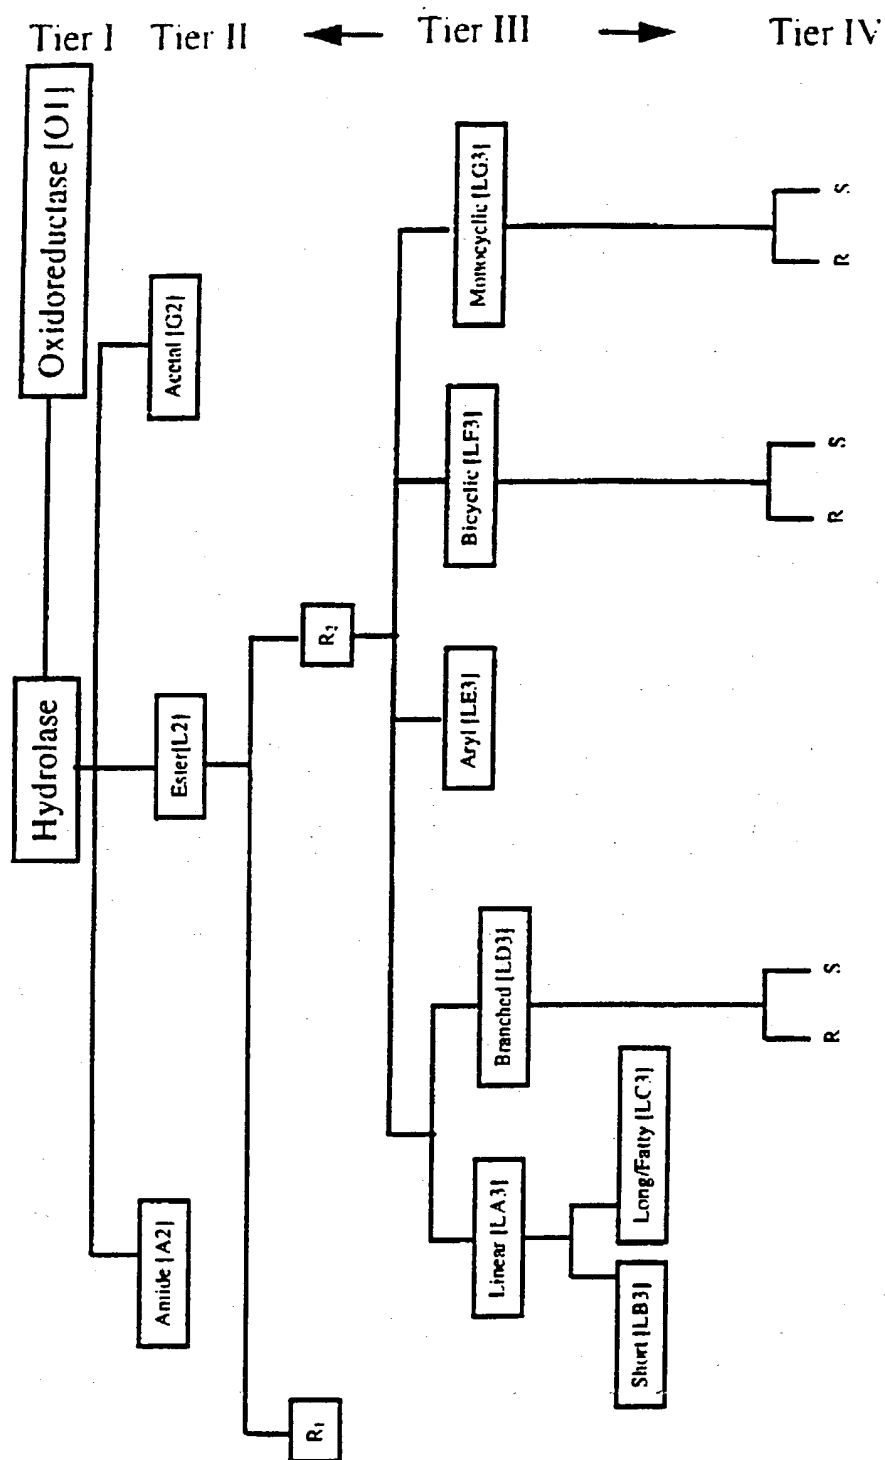 Tier I
Tier II
Tier III
Tier IV
Oxidoreductase [O1]
Hydrolase
Acetal [G2]
Ester[L2]
Amide [A2]
R2
R1
Monocyclic [LG3]
Bicyclic [LF3]
Aryl [LE3]
Branched [LD3]
Linear [LA3]
Long/Fatty [LC3]
Short [LB3]
S
R
S
R
S
R